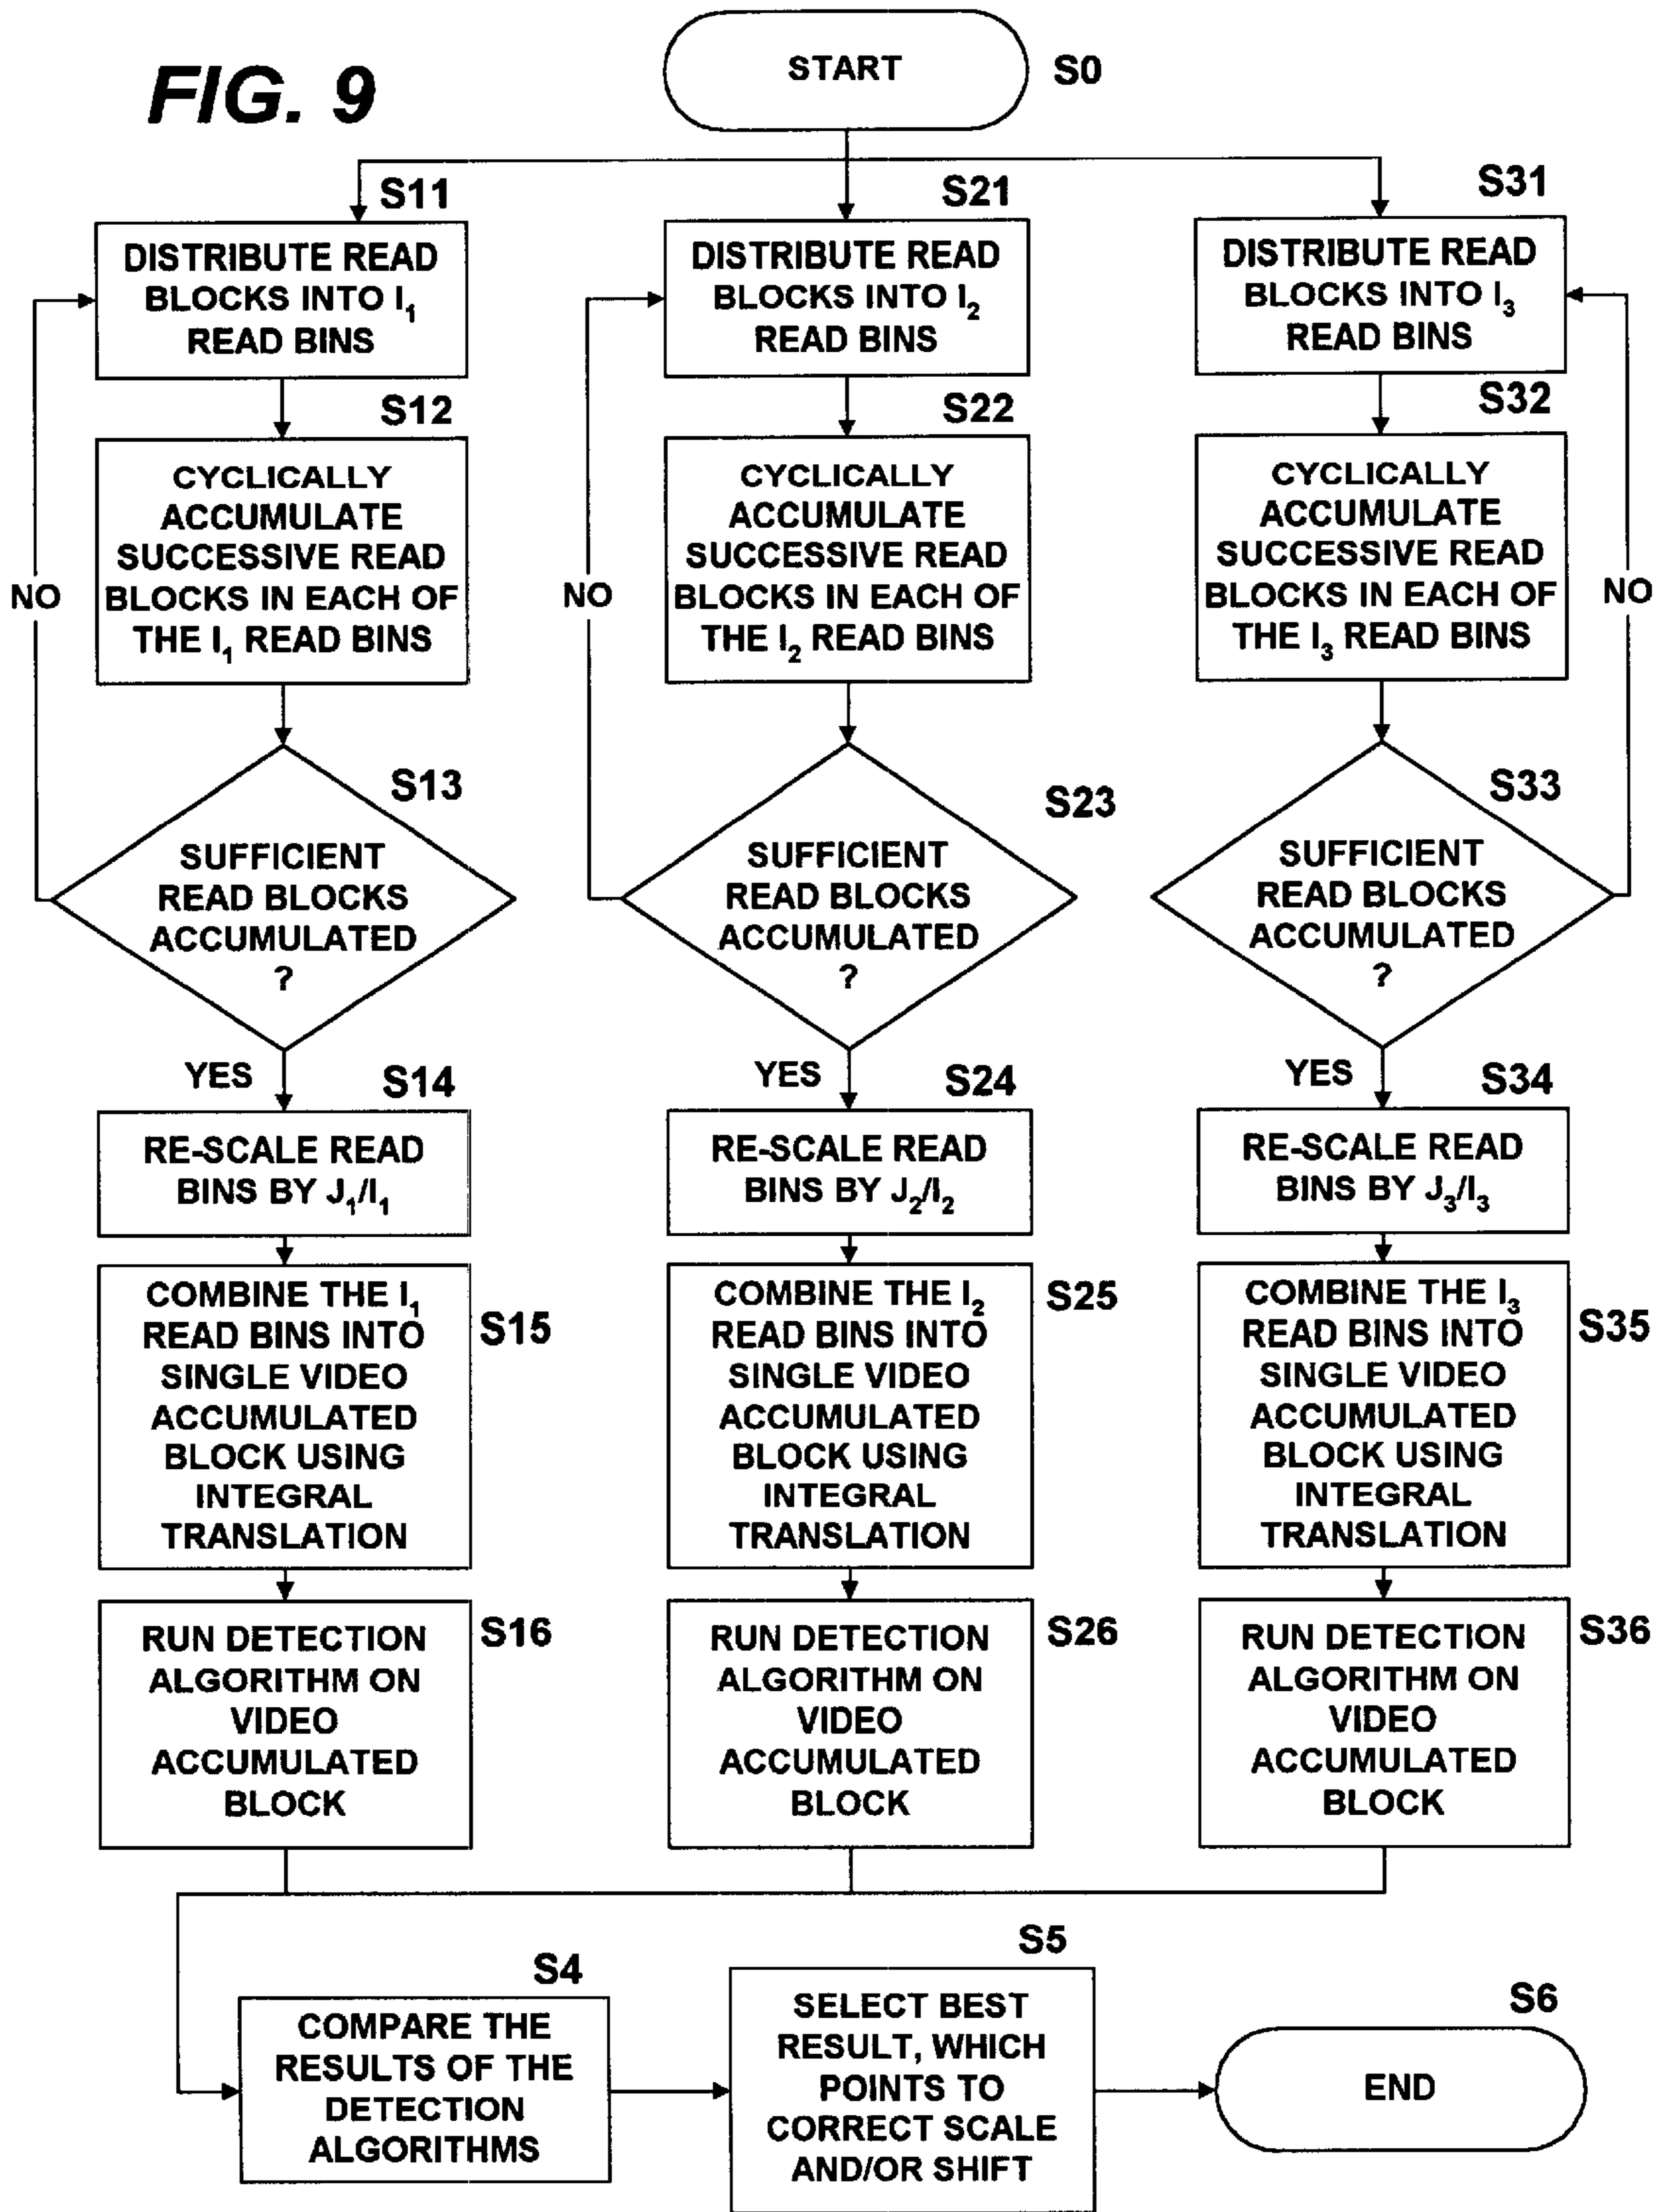 FIG. 9
START
S0
S11
DISTRIBUTE READ
BLOCKS INTO I₁
READ BINS
S12
CYCLICALLY
ACCUMULATE
SUCCESSIVE READ
BLOCKS IN EACH OF
THE I₁ READ BINS
NO
S13
SUFFICIENT
READ BLOCKS
ACCUMULATED
?
YES
S14
RE-SCALE READ
BINS BY J₁/I₁
COMBINE THE I₁
READ BINS INTO
SINGLE VIDEO
ACCUMULATED
BLOCK USING
INTEGRAL
TRANSLATION
S15
RUN DETECTION
ALGORITHM ON
VIDEO
ACCUMULATED
BLOCK
S16
S21
DISTRIBUTE READ
BLOCKS INTO I₂
READ BINS
S22
CYCLICALLY
ACCUMULATE
SUCCESSIVE READ
BLOCKS IN EACH OF
THE I₂ READ BINS
NO
S23
SUFFICIENT
READ BLOCKS
ACCUMULATED
?
YES
S24
RE-SCALE READ
BINS BY J₂/I₂
COMBINE THE I₂
READ BINS INTO
SINGLE VIDEO
ACCUMULATED
BLOCK USING
INTEGRAL
TRANSLATION
S25
RUN DETECTION
ALGORITHM ON
VIDEO
ACCUMULATED
BLOCK
S26
S31
DISTRIBUTE READ
BLOCKS INTO I₃
READ BINS
S32
CYCLICALLY
ACCUMULATE
SUCCESSIVE READ
BLOCKS IN EACH OF
THE I₃ READ BINS
NO
S33
SUFFICIENT
READ BLOCKS
ACCUMULATED
?
YES
S34
RE-SCALE READ
BINS BY J₃/I₃
COMBINE THE I₃
READ BINS INTO
SINGLE VIDEO
ACCUMULATED
BLOCK USING
INTEGRAL
TRANSLATION
S35
RUN DETECTION
ALGORITHM ON
VIDEO
ACCUMULATED
BLOCK
S36
S4
COMPARE THE
RESULTS OF THE
DETECTION
ALGORITHMS
S5
SELECT BEST
RESULT, WHICH
POINTS TO
CORRECT SCALE
AND/OR SHIFT
S6
END